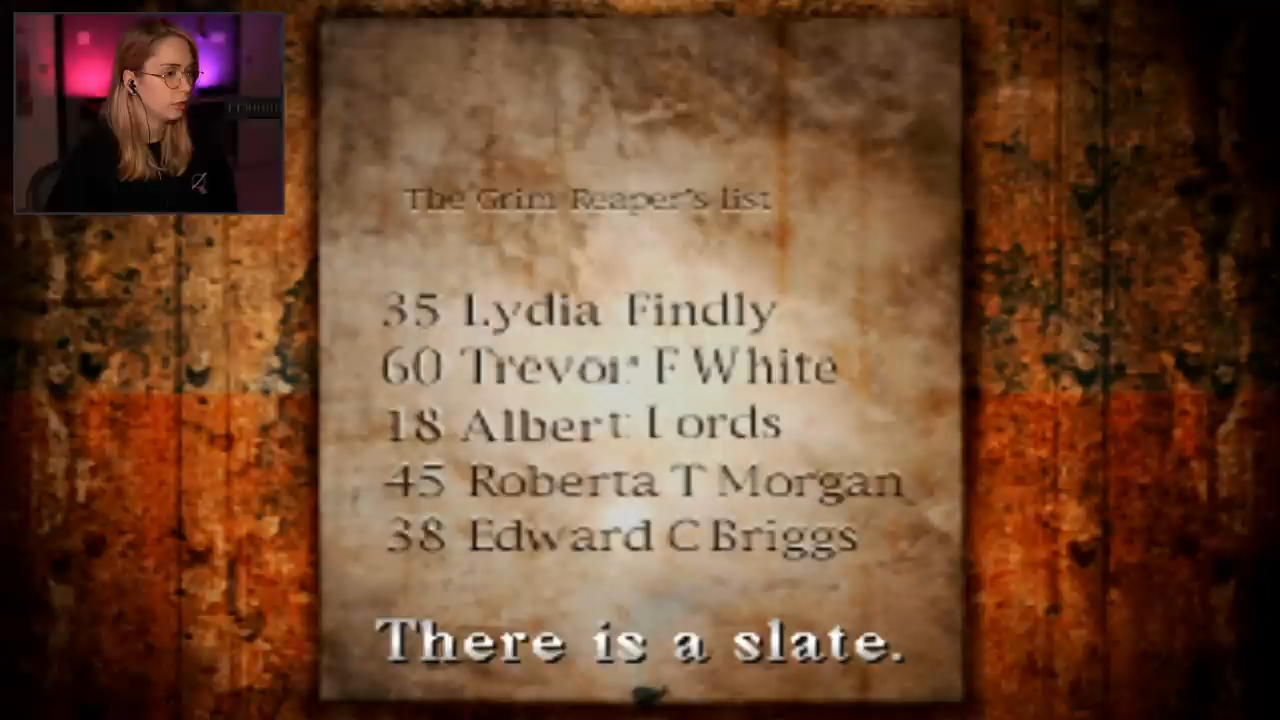 The Grim Reaper's list
35 Lydia Findly
60 Trevor F White
18 Albert Lords
45 Roberta T Morgan
38 Edward C Briggs
There is a slate.